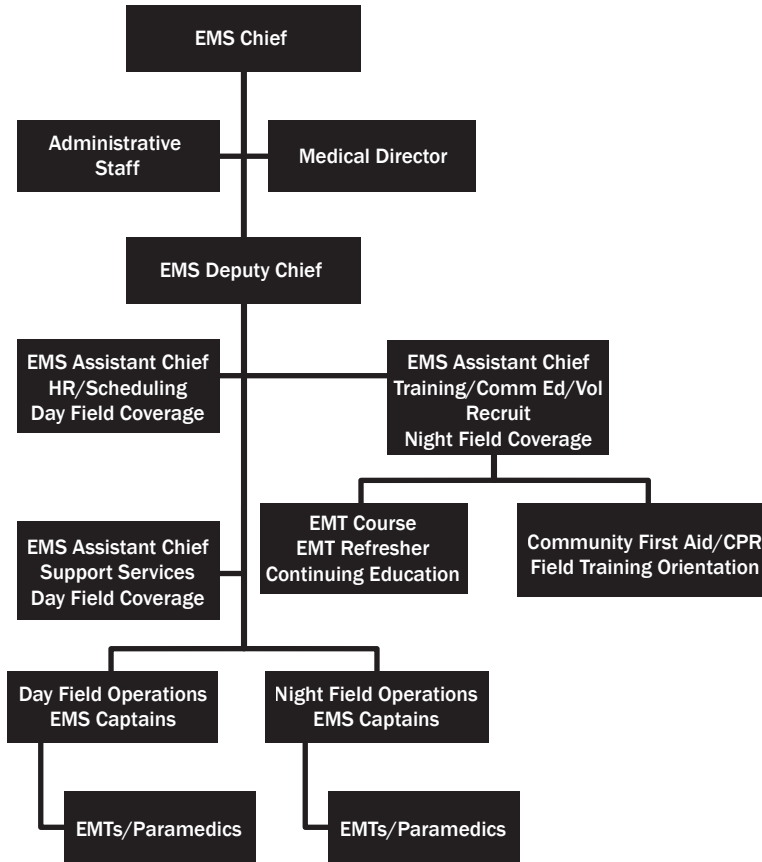 EMS Chief
Administrative
Staff
Medical Director
EMS Deputy Chief
EMS Assistant Chief
HR/Scheduling
Day Field Coverage
EMS Assistant Chief
Training/Comm Ed/Vol
Recruit
Night Field Coverage
EMT Course
EMT Refresher
Continuing Education
Community First Aid/CPR
Field Training Orientation
EMS Assistant Chief
Support Services
Day Field Coverage
Day Field Operations
EMS Captains
Night Field Operations
EMS Captains
EMTs/Paramedics
EMTs/Paramedics